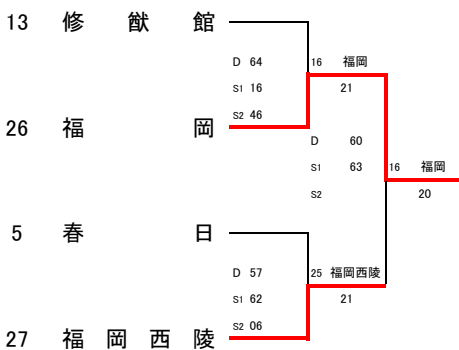 13 修猷館
D 64 16 福岡
S1 16 21
S2 46
26 福岡
D 60
S1 63 16 福岡
S2 20
5 春日
D 57 25 福岡西陵
S1 62 21
S2 06
27 福岡西陵